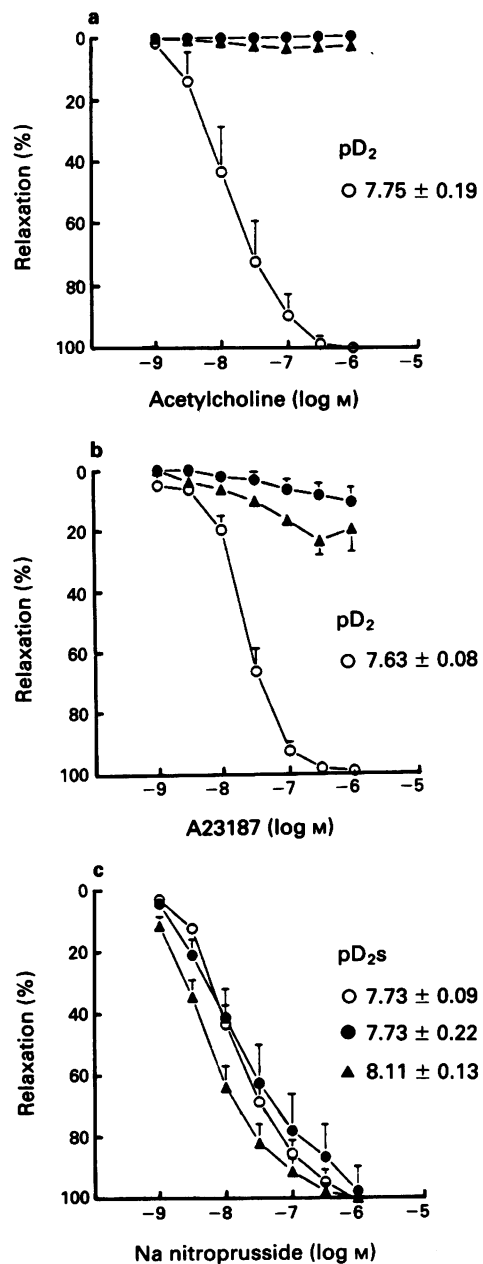 a
0
20
40
60
80
100
Relaxation (%)
pD₂
7.75 ± 0.19
−9 −8 −7 −6 −5
Acetylcholine (log M)
b
0
20
40
60
80
100
Relaxation (%)
pD₂
7.63 ± 0.08
−9 −8 −7 −6 −5
A23187 (log M)
c
0
20
40
60
80
100
Relaxation (%)
pD₂s
7.73 ± 0.09
7.73 ± 0.22
8.11 ± 0.13
−9 −8 −7 −6 −5
Na nitroprusside (log M)